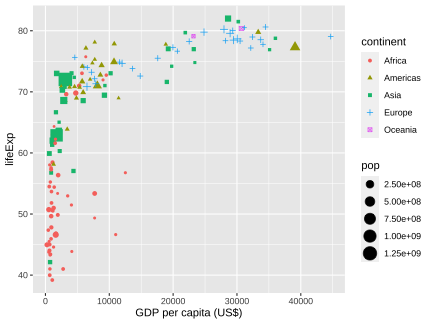 80
70
60
50
40
lifeExp
0
10000
20000
30000
40000
GDP per capita (US$)
continent
Africa
Americas
Asia
Europe
Oceania
pop
2.50e+08
5.00e+08
7.50e+08
1.00e+09
1.25e+09